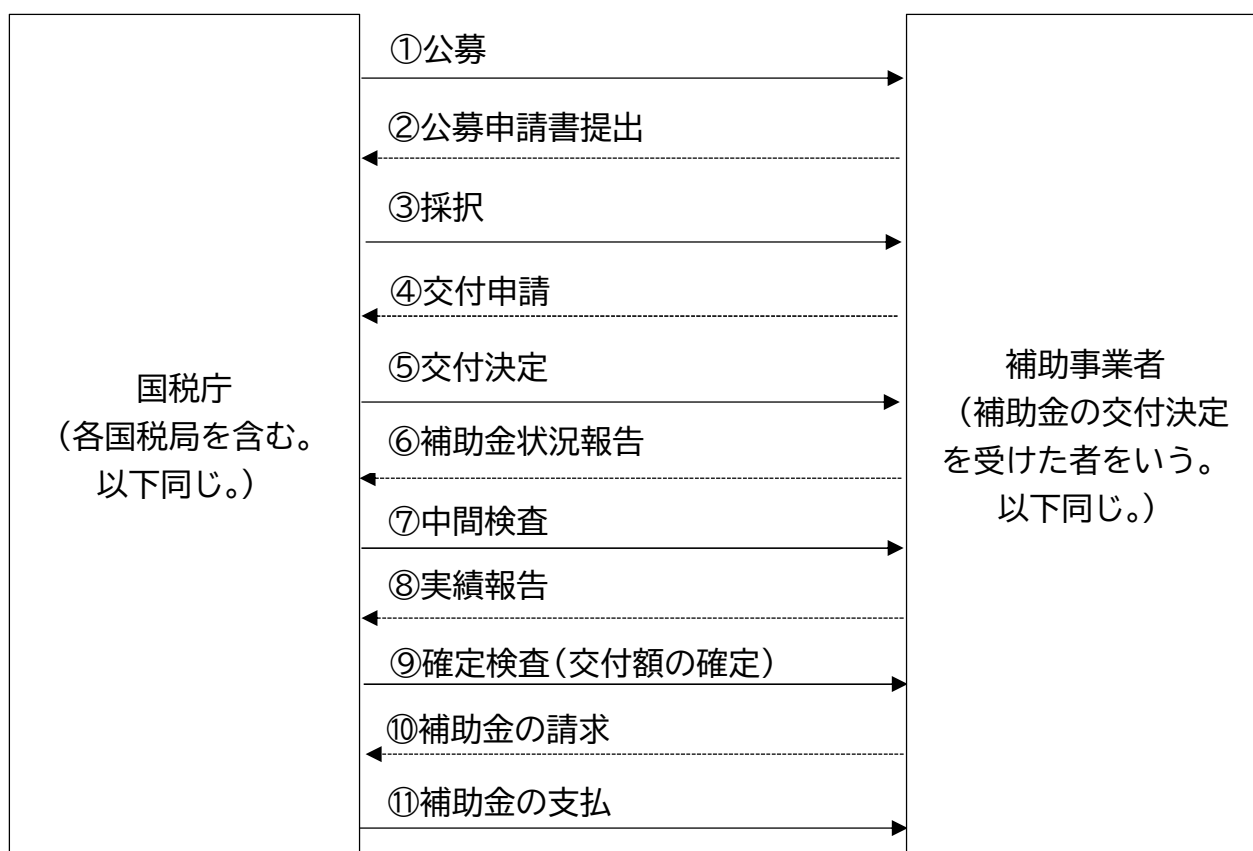 ①公募
②公募申請書提出
③採択
④交付申請
⑤交付決定
⑥補助金状況報告
⑦中間検査
⑧実績報告
⑨確定検査（交付額の確定）
⑩補助金の請求
⑪補助金の支払
国税庁
（各国税局を含む。
以下同じ。）
補助事業者
（補助金の交付決定
を受けた者をいう。
以下同じ。）